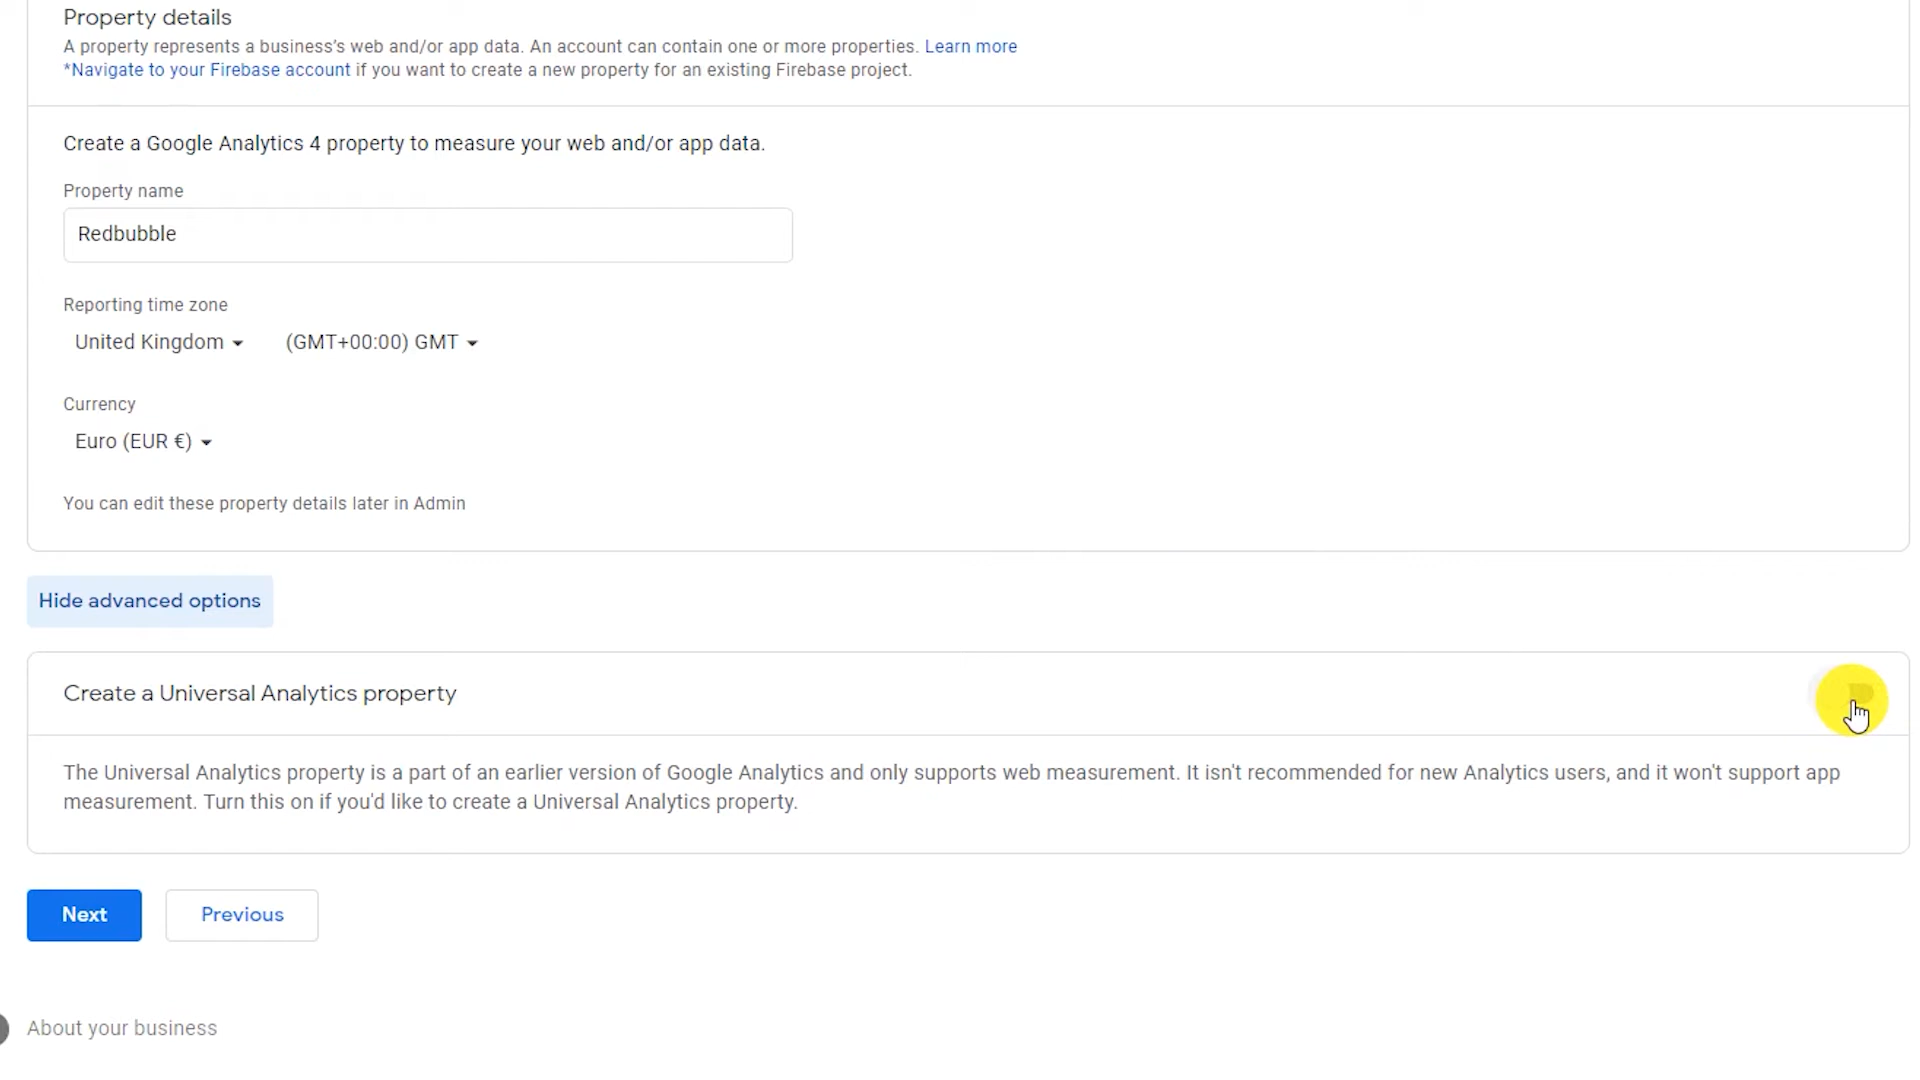 Property details
A property represents a business's web and/or app data. An account can contain one or more properties. Learn more
*Navigate to your Firebase account if you want to create a new property for an existing Firebase project.
Create a Google Analytics 4 property to measure your web and/or app data.
Property name
Redbubble
Reporting time zone
United Kingdom (GMT+00:00) GMT
Currency
Euro (EUR €)
You can edit these property details later in Admin
Hide advanced options
Create a Universal Analytics property
The Universal Analytics property is a part of an earlier version of Google Analytics and only supports web measurement. It isn't recommended for new Analytics users, and it won't support app
measurement. Turn this on if you'd like to create a Universal Analytics property.
Next Previous
About your business